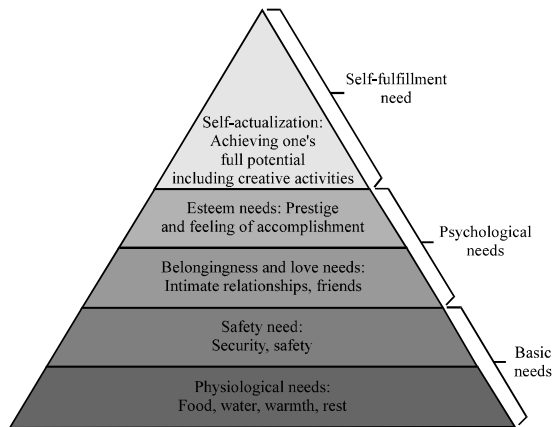 Self-fulfillment
need
Self-actualization:
Achieving one's
full potential
including creative activities
Esteem needs: Prestige
and feeling of accomplishment
Psychological
needs
Belongingness and love needs:
Intimate relationships, friends
Safety need:
Security, safety
Basic
needs
Physiological needs:
Food, water, warmth, rest